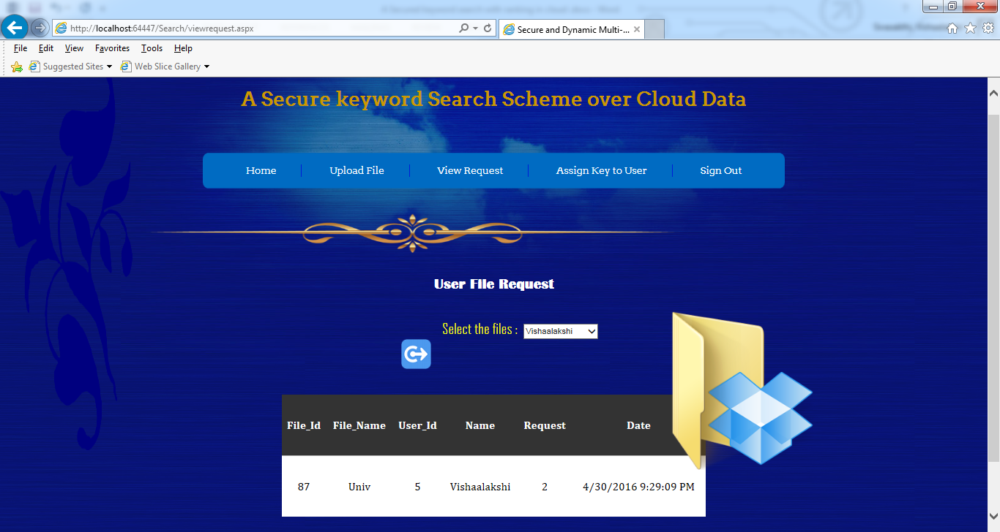 http://localhost:64447/Search/viewrequest.aspx
Secure and Dynamic Multi-...
File Edit View Favorites Tools Help
Suggested Sites Web Slice Gallery
A Secure keyword Search Scheme over Cloud Data
Home Upload File View Request Assign Key to User Sign Out
User File Request
Select the files : Vishaalakshi
File_Id File_Name User_Id Name Request Date
87 Univ 5 Vishaalakshi 2 4/30/2016 9:29:09 PM